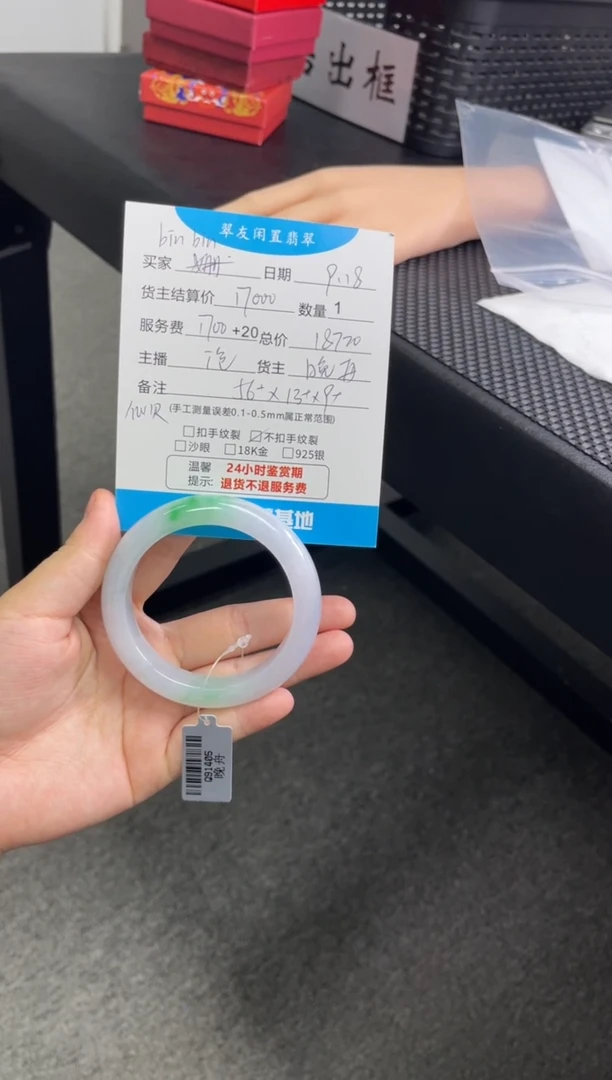 出框
翠友闲置翡翠
bin bin
买家 日期 9.18
货主结算价 17000 数量 1
服务费 1700 +20 总价 18720
主播 货主 晚舟
备注 56+ x 13+ x 9+
(手工测量误差0.1-0.5mm属正常范围)
☐扣手纹裂 ☑不扣手纹裂
☐沙眼 ☐18K金 ☐925银
温馨 24小时鉴赏期
提示: 退货不退服务费
基地
Q91405
晚舟